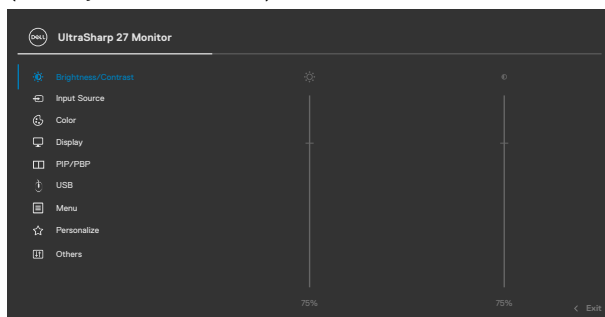 DELL UltraSharp 27 Monitor
Brightness/Contrast
Input Source
Color
Display
PIP/PBP
USB
Menu
Personalize
Others
75% 75%
< Exit